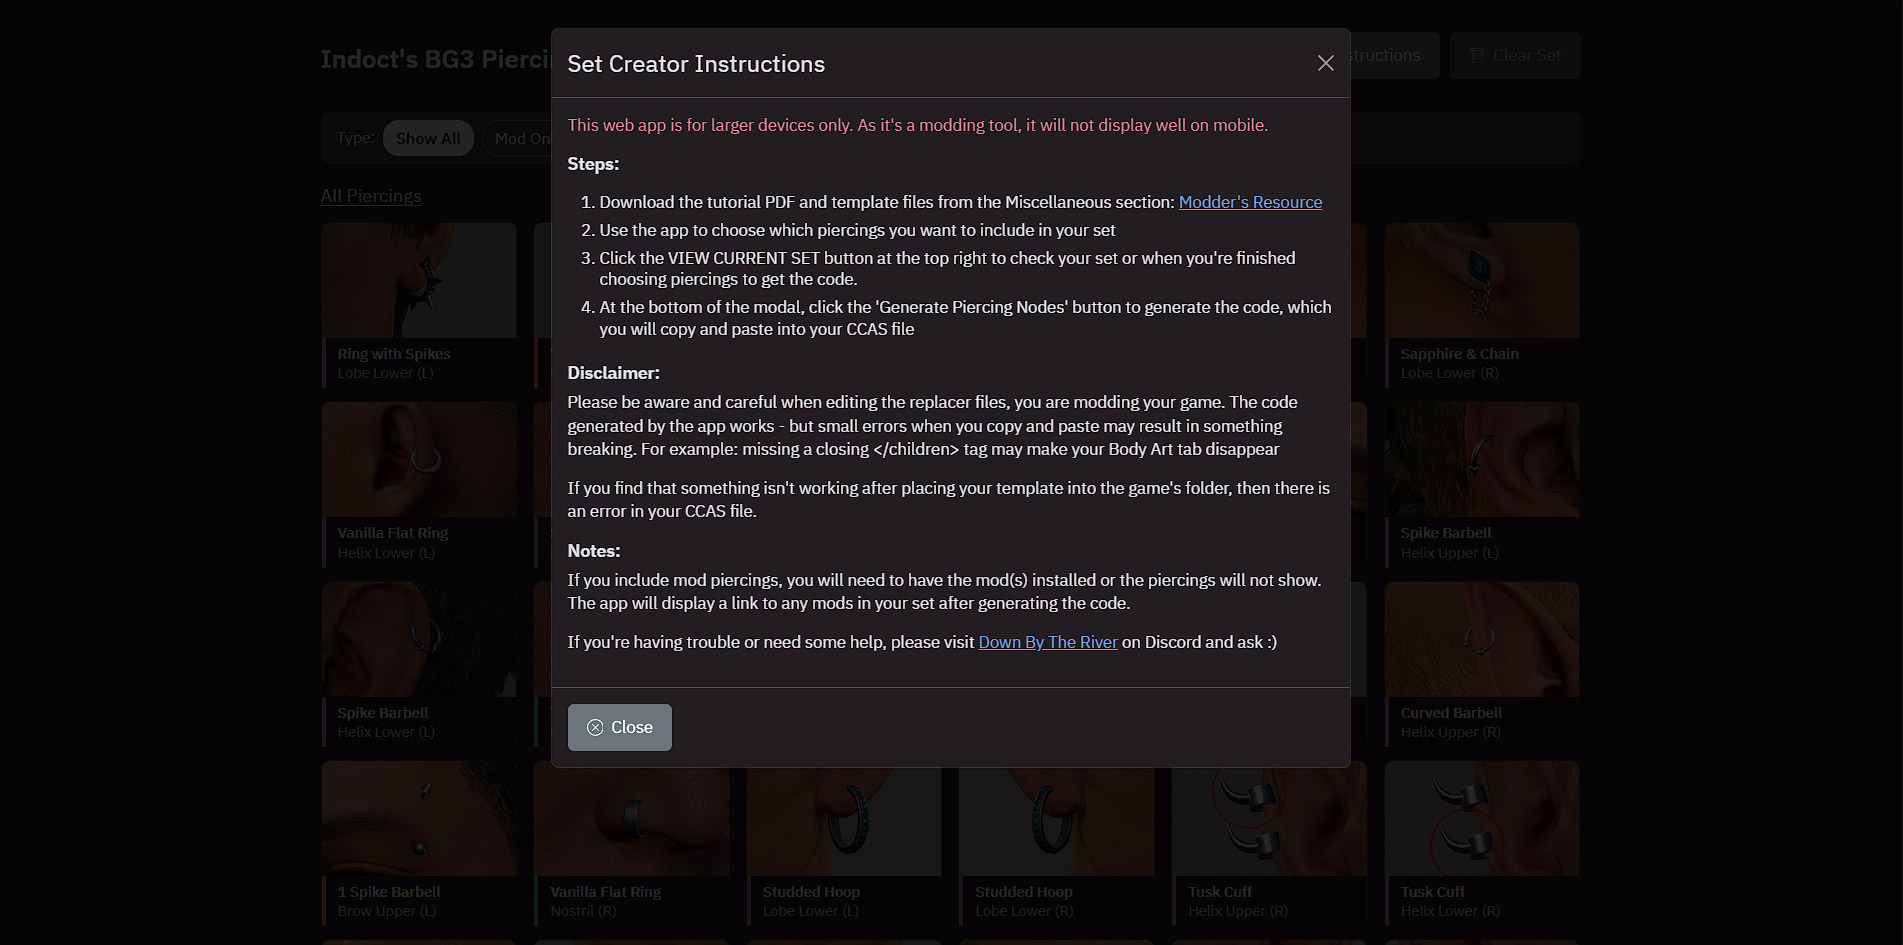 Indoct's BG3 Pierci
structions
Clear Set
Set Creator Instructions
Type:
Show All
Mod On
All Piercings
This web app is for larger devices only. As it's a modding tool, it will not display well on mobile.
Steps:
1. Download the tutorial PDF and template files from the Miscellaneous section: Modder's Resource
2. Use the app to choose which piercings you want to include in your set
3. Click the VIEW CURRENT SET button at the top right to check your set or when you're finished
choosing piercings to get the code.
4. At the bottom of the modal, click the 'Generate Piercing Nodes' button to generate the code, which
you will copy and paste into your CCAS file
Disclaimer:
Please be aware and careful when editing the replacer files, you are modding your game. The code
generated by the app works - but small errors when you copy and paste may result in something
breaking. For example: missing a closing </children> tag may make your Body Art tab disappear
If you find that something isn't working after placing your template into the game's folder, then there is
an error in your CCAS file.
Notes:
If you include mod piercings, you will need to have the mod(s) installed or the piercings will not show.
The app will display a link to any mods in your set after generating the code.
If you're having trouble or need some help, please visit Down By The River on Discord and ask :)
Close
Ring with Spikes
Lobe Lower (L)
Sapphire & Chain
Lobe Lower (R)
Vanilla Flat Ring
Helix Lower (L)
Spike Barbell
Helix Upper (L)
Spike Barbell
Helix Lower (L)
Curved Barbell
Helix Upper (R)
1 Spike Barbell
Brow Upper (L)
Vanilla Flat Ring
Nostril (R)
Studded Hoop
Lobe Lower (L)
Studded Hoop
Lobe Lower (R)
Tusk Cuff
Helix Upper (R)
Tusk Cuff
Helix Lower (R)